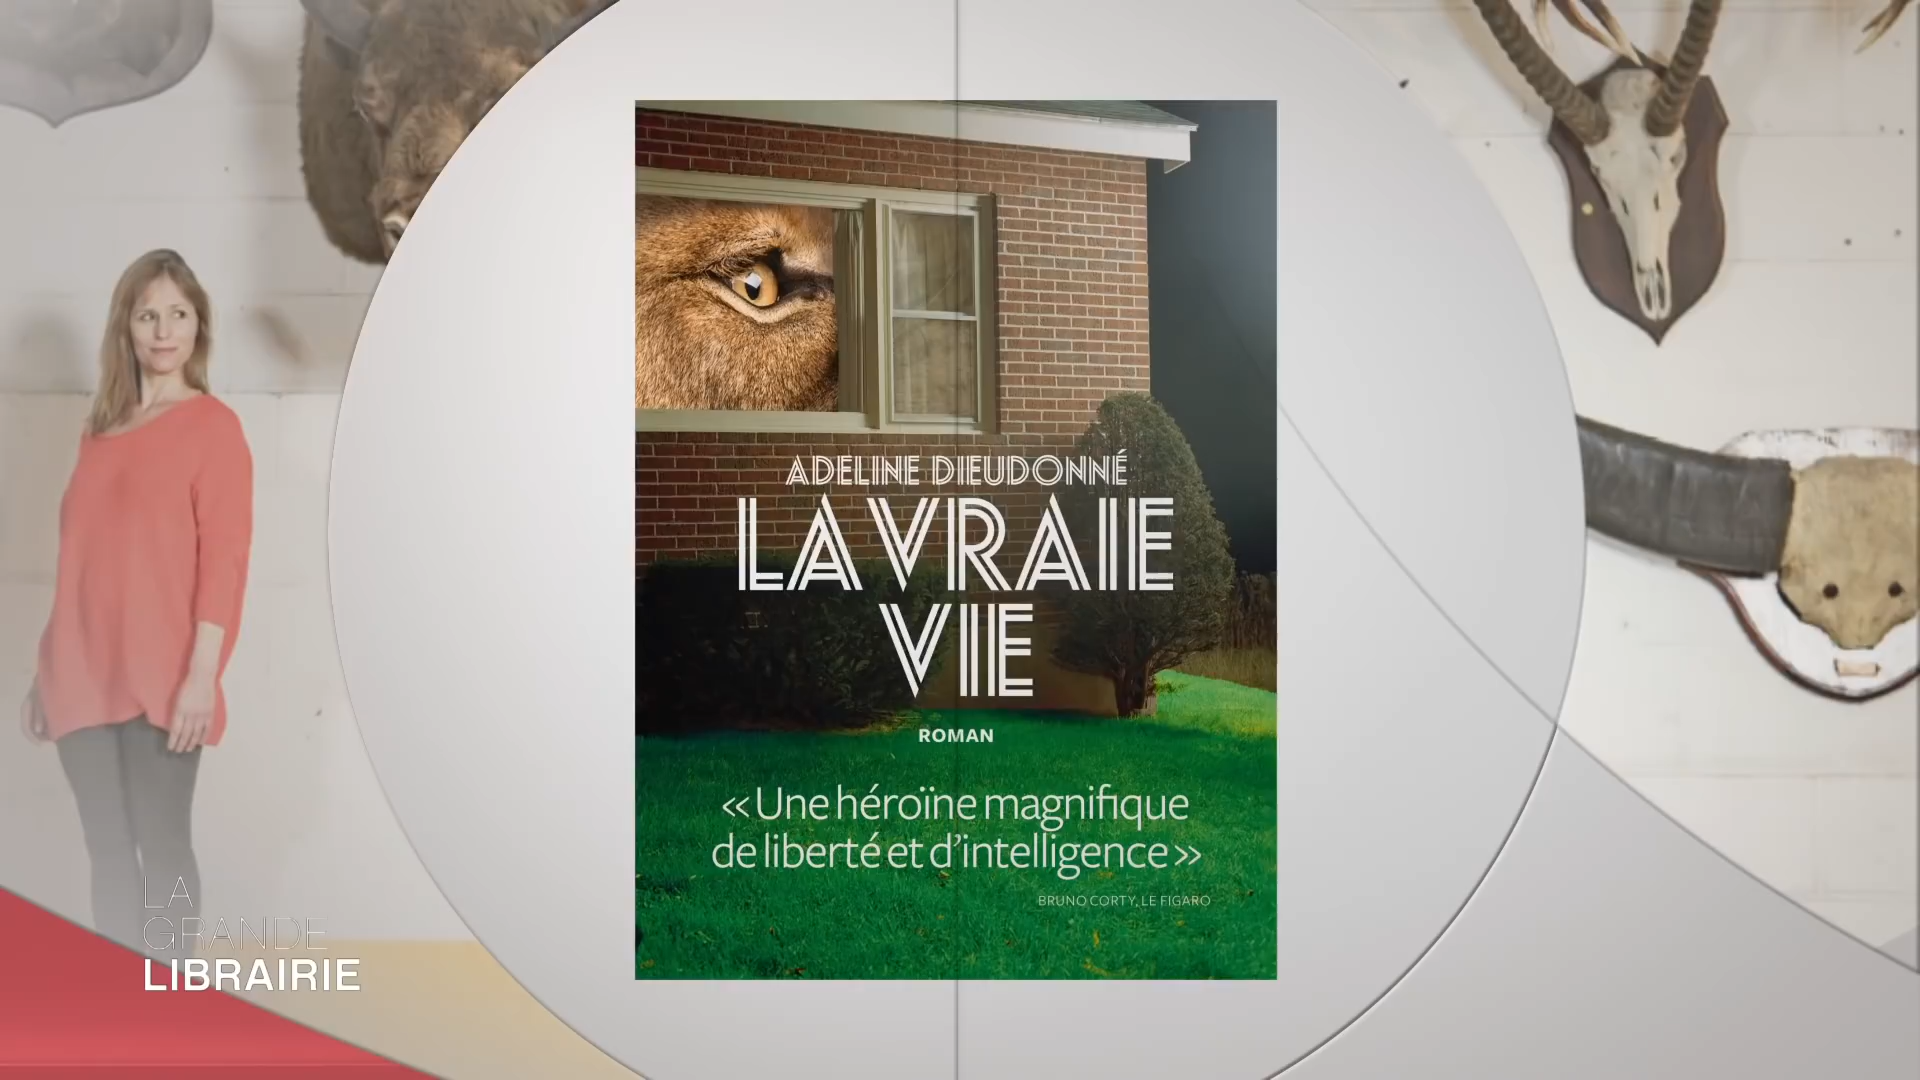 ADELINE DIEUDONNÉ
LA VRAIE
VIE
ROMAN
« Une héroïne magnifique
de liberté et d'intelligence »
BRUNO CORTY, LE FIGARO
LA
GRANDE
LIBRAIRIE